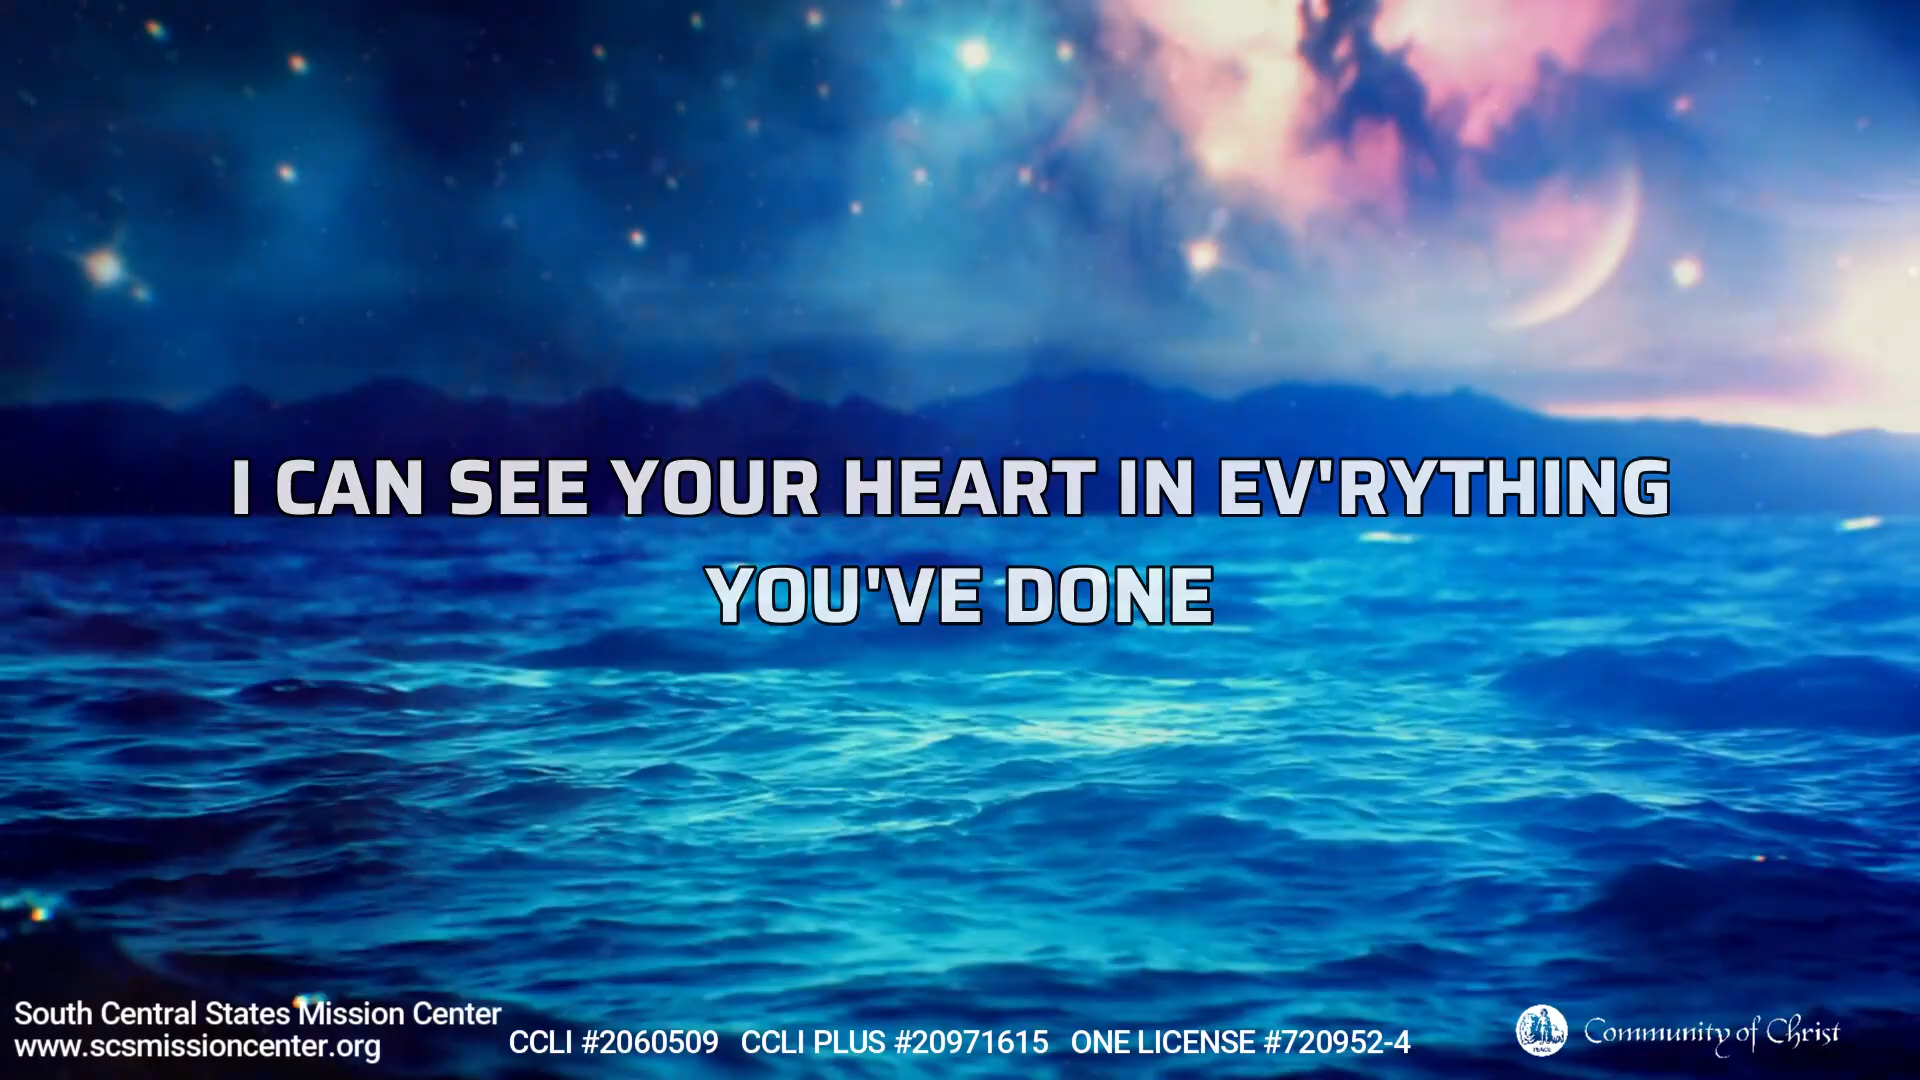 I CAN SEE YOUR HEART IN EV'RYTHING
YOU'VE DONE
South Central States Mission Center
www.scsmissioncenter.org
CCLI #2060509 CCLI PLUS #20971615 ONE LICENSE #720952-4
PEACE
Community of Christ